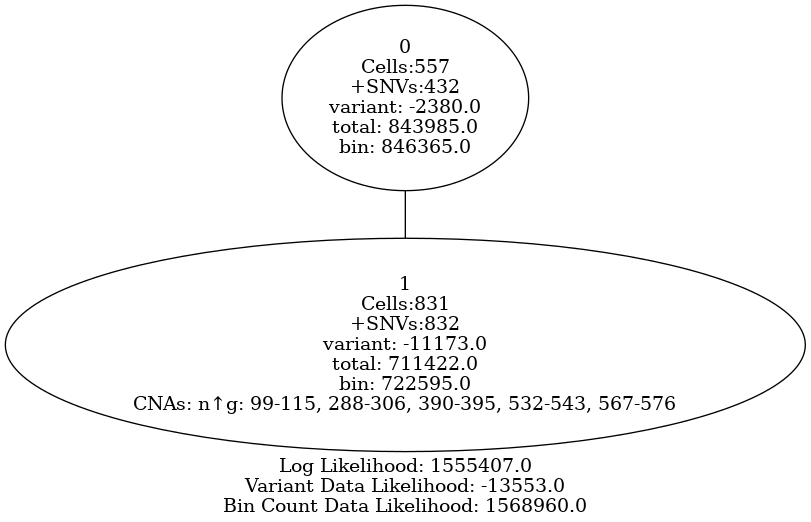 0
Cells:557
+SNVs:432
variant: -2380.0
total: 843985.0
bin: 846365.0
1
Cells:831
+SNVs:832
variant: -11173.0
total: 711422.0
bin: 722595.0
CNAs: n↑g: 99-115, 288-306, 390-395, 532-543, 567-576
Log Likelihood: 1555407.0
Variant Data Likelihood: -13553.0
Bin Count Data Likelihood: 1568960.0